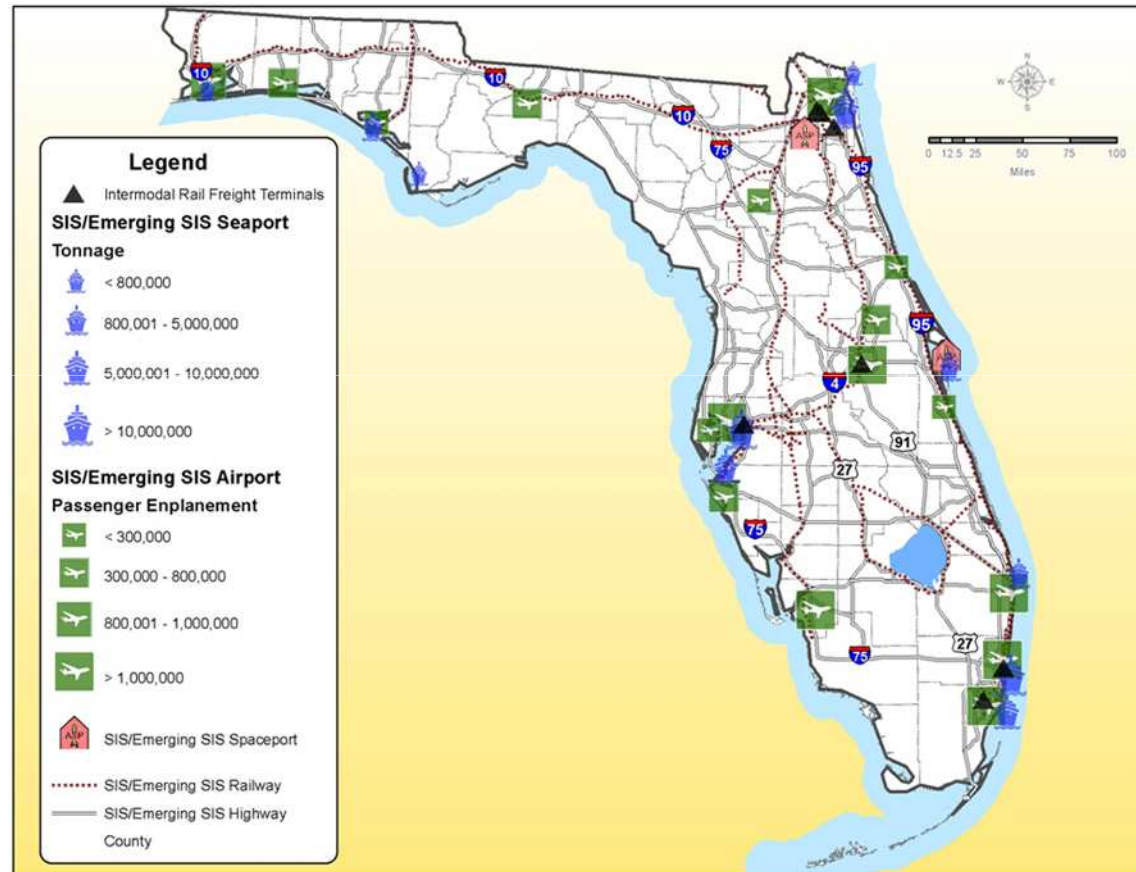 N
W E
S
0 12.5 25 50 75 100
Miles
10
10
10
75
95
95
4
91
27
75
27
75
Legend
Intermodal Rail Freight Terminals
SIS/Emerging SIS Seaport
Tonnage
< 800,000
800,001 - 5,000,000
5,000,001 - 10,000,000
> 10,000,000
SIS/Emerging SIS Airport
Passenger Enplanement
< 300,000
300,000 - 800,000
800,001 - 1,000,000
> 1,000,000
SIS/Emerging SIS Spaceport
SIS/Emerging SIS Railway
SIS/Emerging SIS Highway
County